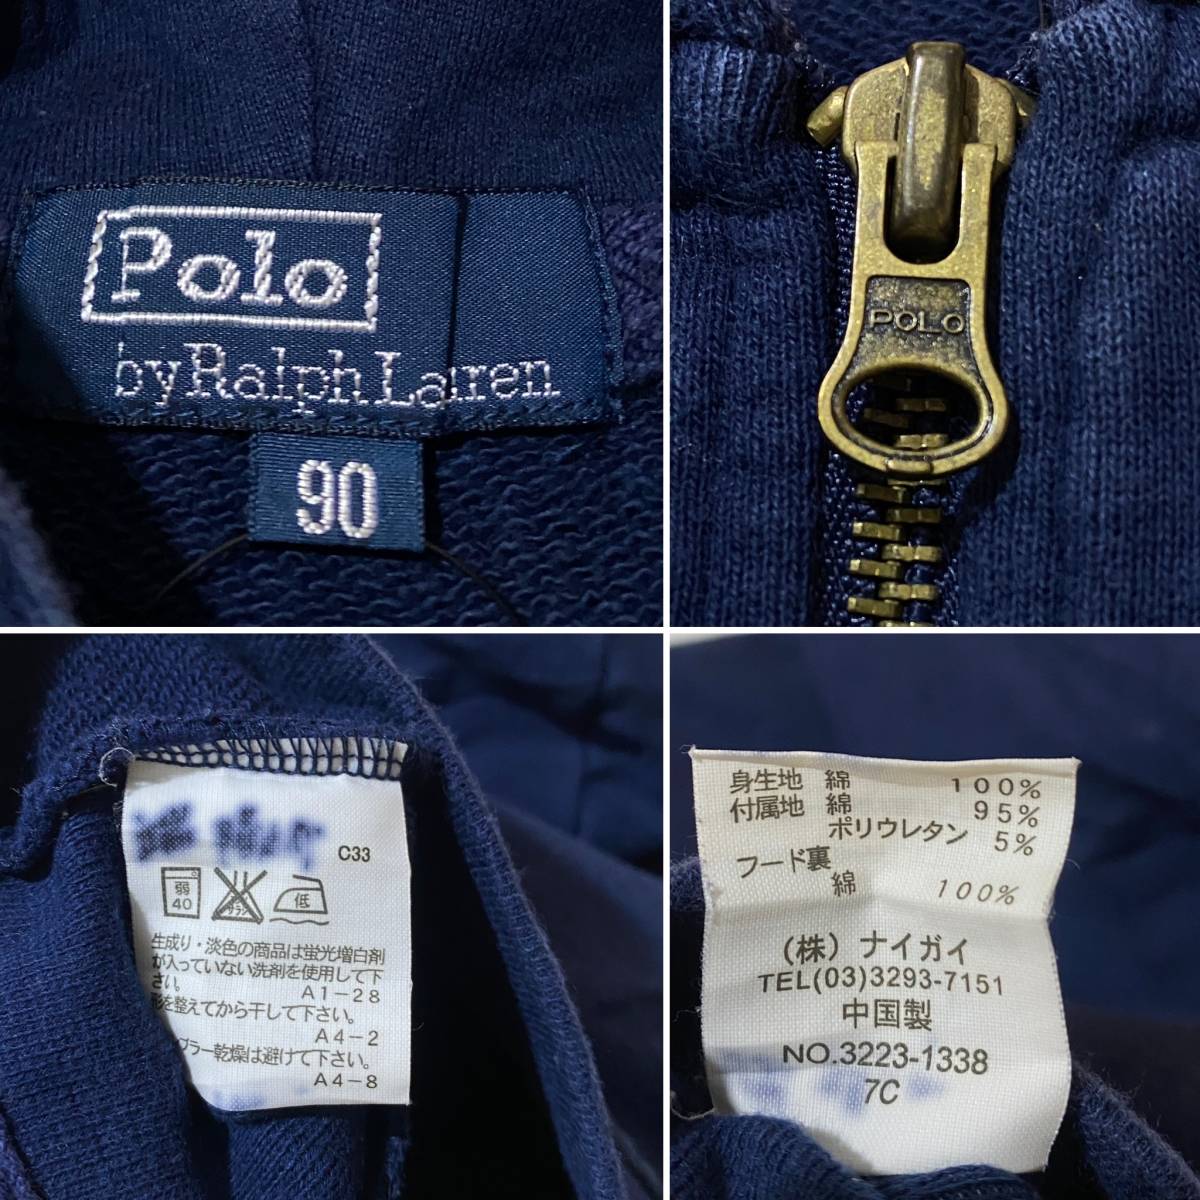 Polo
by Ralph Lauren
90
POLO
C33
弱
40
サラシ
低
生成り・淡色の商品は蛍光増白剤
が入っていない洗剤を使用して下
さい。
A1-28
形を整えてから干して下さい。
A4-2
ブラー乾燥は避けて下さい。
A4-8
身生地 綿 100%
付属地 綿 95%
ポリウレタン 5%
フード裏
綿 100%
(株) ナイガイ
TEL(03)3293-7151
中国製
NO.3223-1338
7C